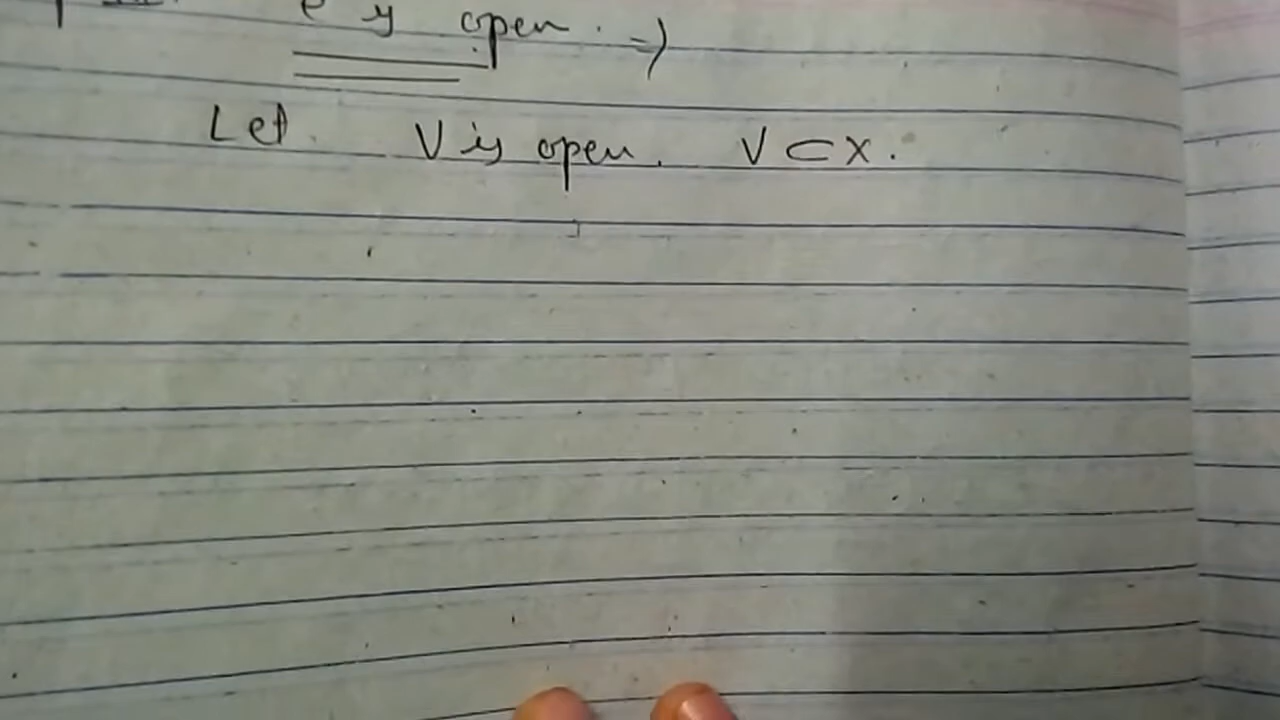 e is open. =)
Let. V is open. V ⊂ X.